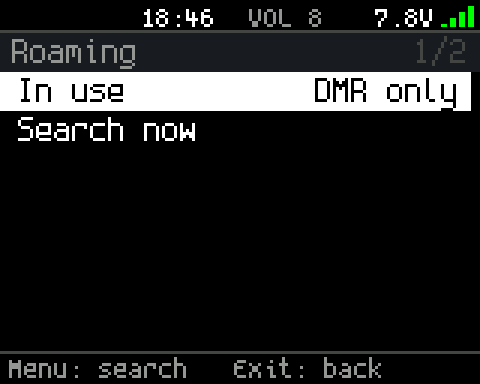 18:46 VOL 8 7.8V
Roaming 1/2
In use DMR only
Search now
Menu: search Exit: back